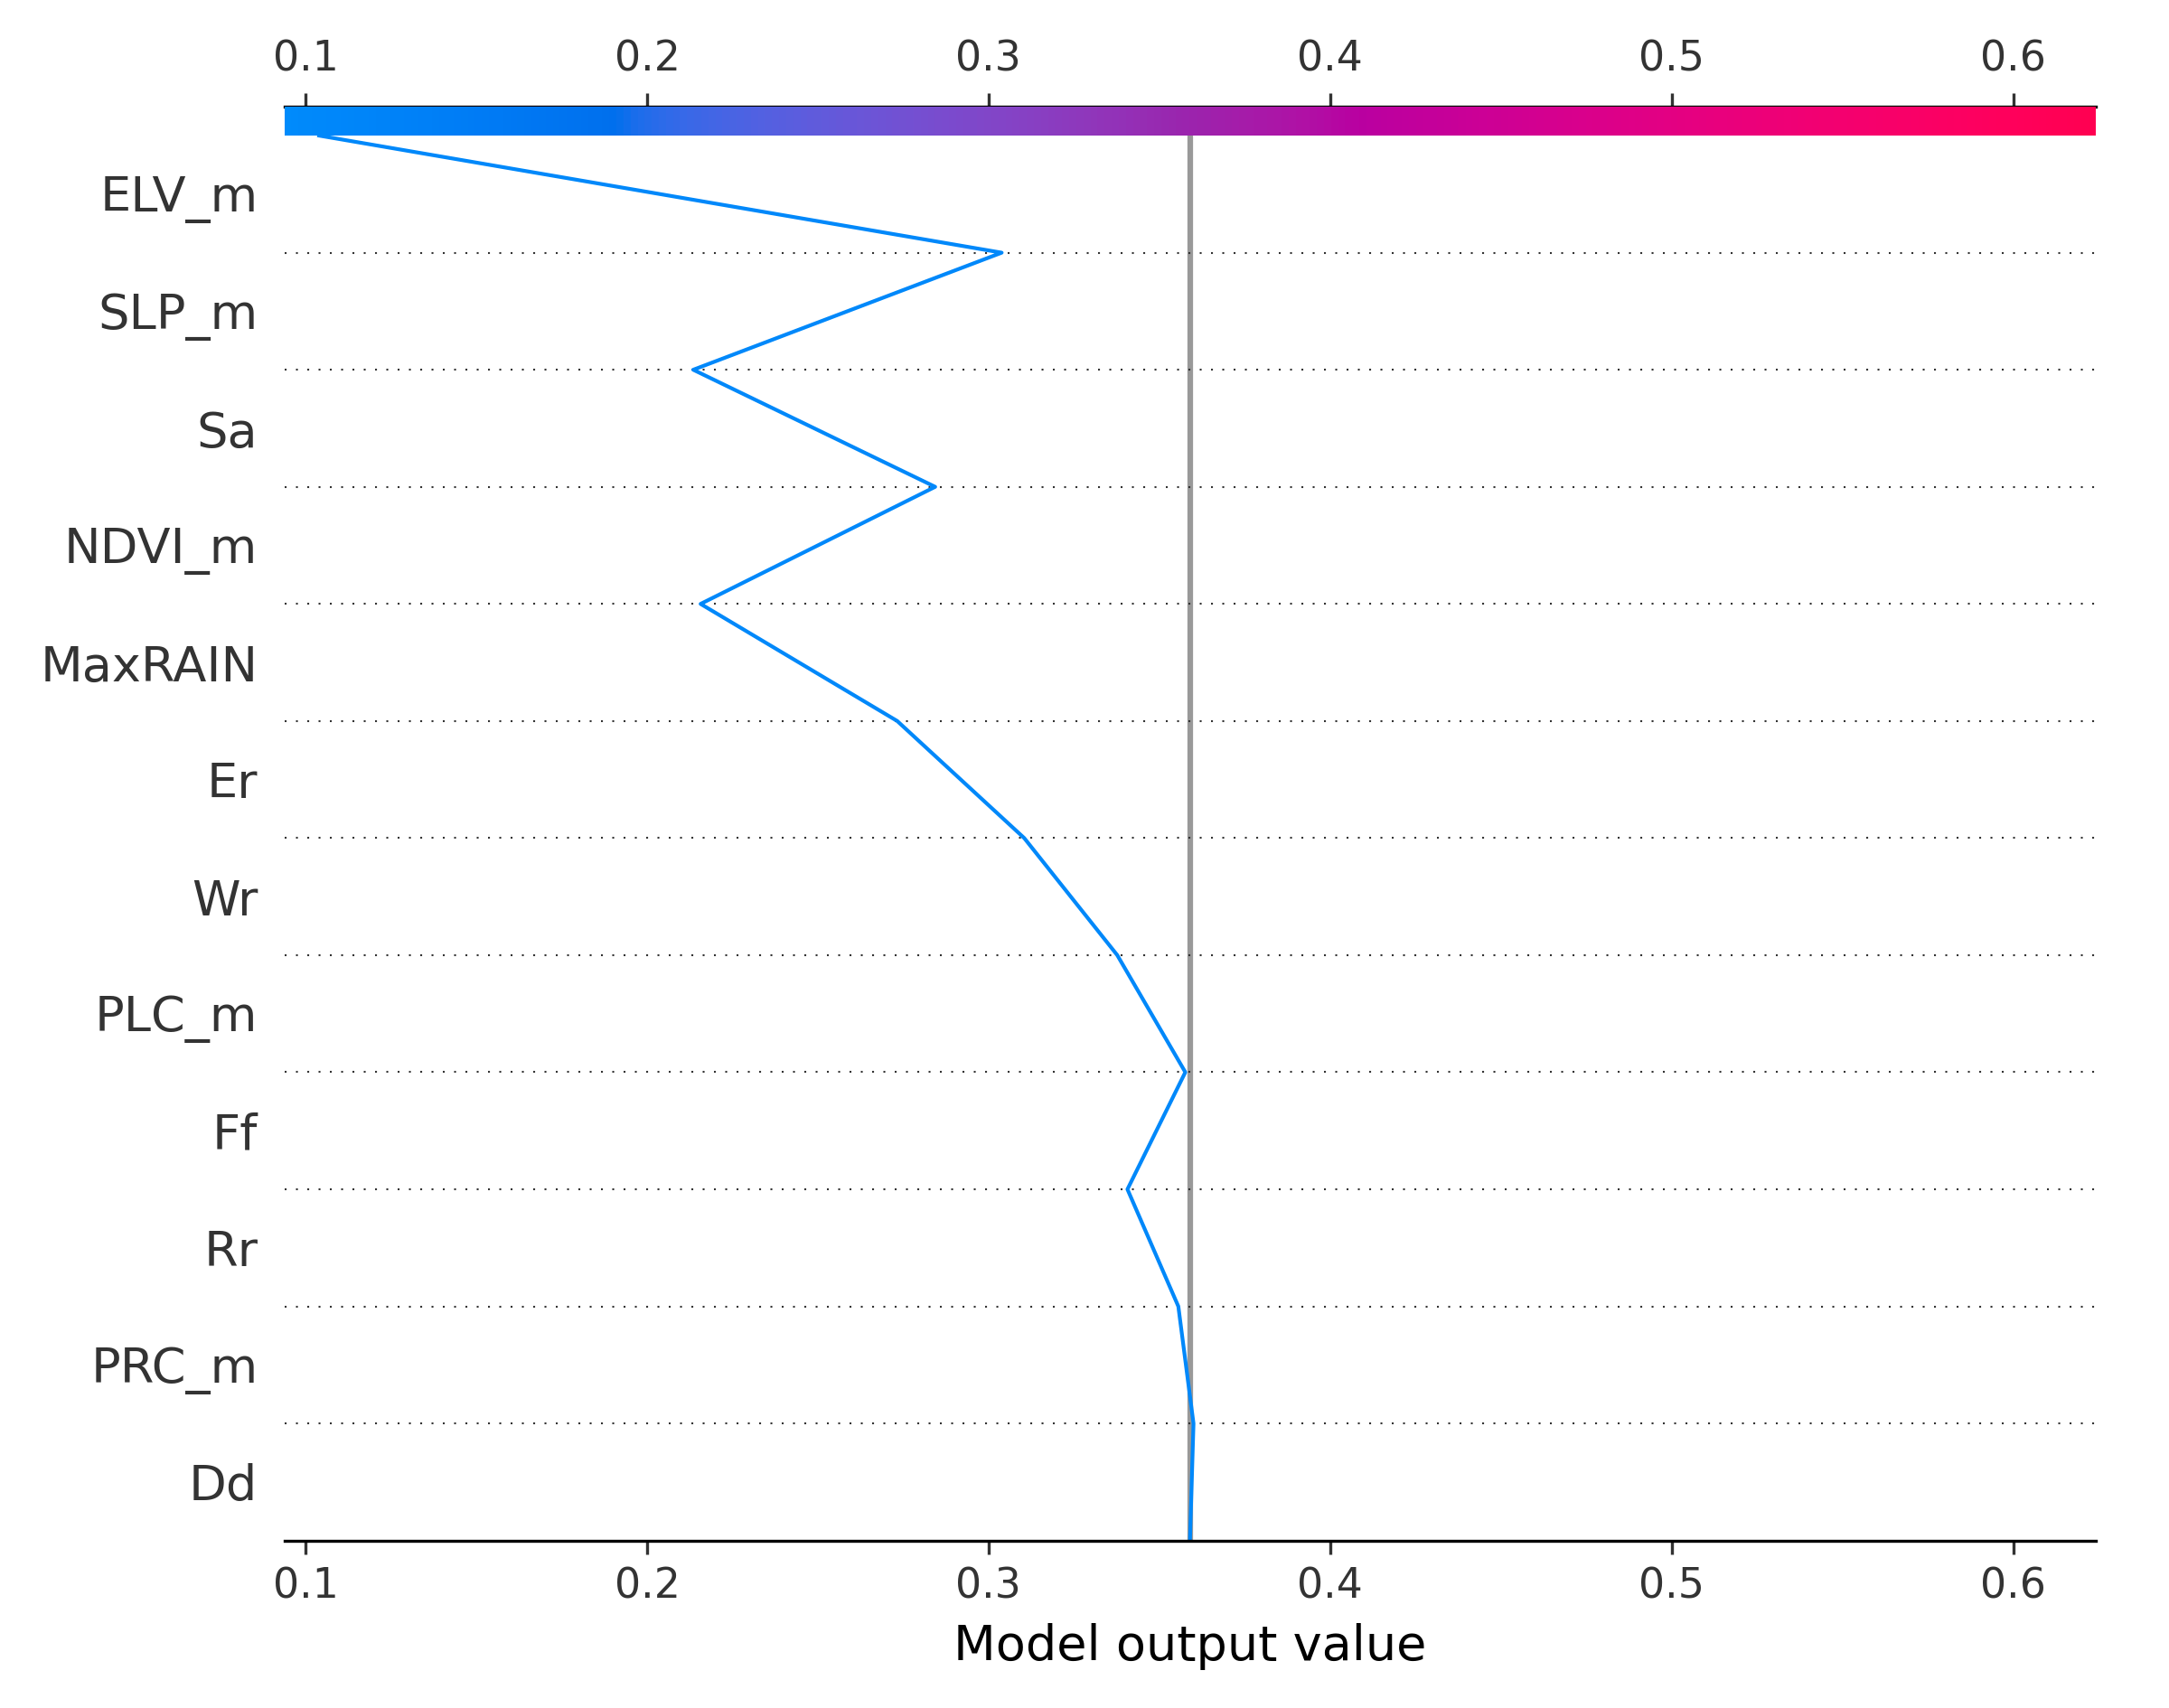 0.1 0.2 0.3 0.4 0.5 0.6
ELV_m
SLP_m
Sa
NDVI_m
MaxRAIN
Er
Wr
PLC_m
Ff
Rr
PRC_m
Dd
0.1 0.2 0.3 0.4 0.5 0.6
Model output value